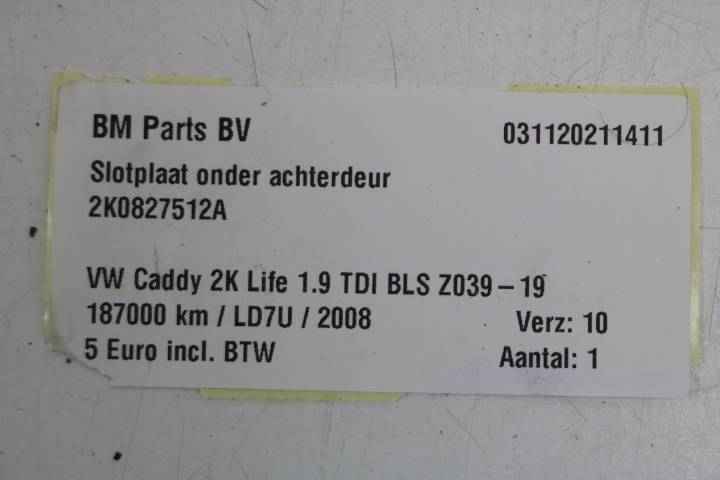 BM Parts BV 031120211411
Slotplaat onder achterdeur
2K0827512A
VW Caddy 2K Life 1.9 TDI BLS Z039 – 19
187000 km / LD7U / 2008 Verz: 10
5 Euro incl. BTW Aantal: 1